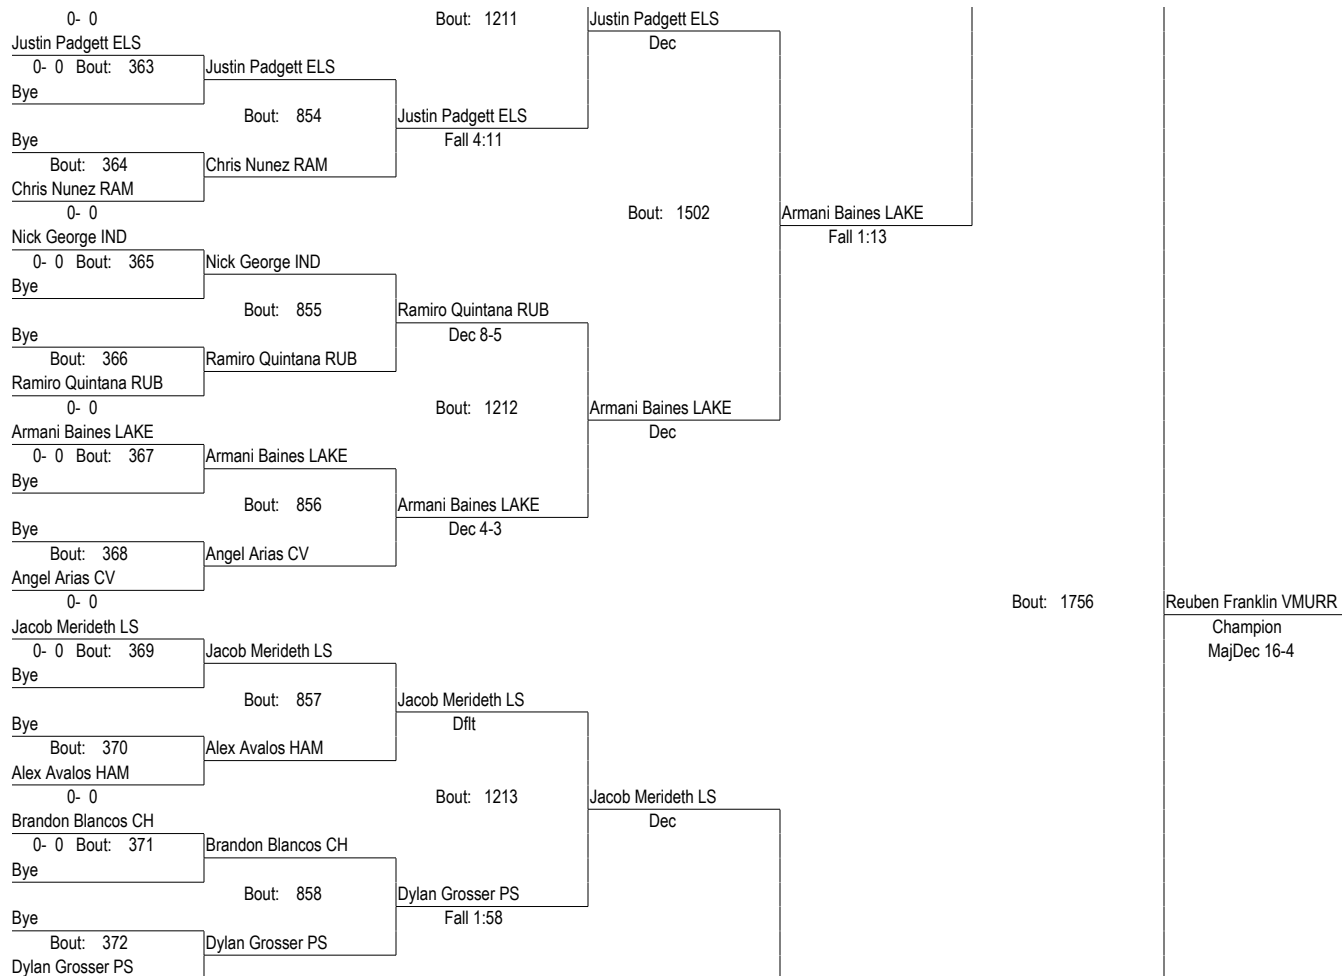 0- 0 Bout: 1211 Justin Padgett ELS
Justin Padgett ELS Dec
0- 0 Bout: 363 Justin Padgett ELS
Bye
Bout: 854 Justin Padgett ELS
Bye Fall 4:11
Bout: 364 Chris Nunez RAM
Chris Nunez RAM
0- 0 Bout: 1502 Armani Baines LAKE
Nick George IND Fall 1:13
0- 0 Bout: 365 Nick George IND
Bye
Bout: 855 Ramiro Quintana RUB
Bye Dec 8-5
Bout: 366 Ramiro Quintana RUB
Ramiro Quintana RUB
0- 0 Bout: 1212 Armani Baines LAKE
Armani Baines LAKE Dec
0- 0 Bout: 367 Armani Baines LAKE
Bye
Bout: 856 Armani Baines LAKE
Bye Dec 4-3
Bout: 368 Angel Arias CV
Angel Arias CV
0- 0 Bout: 1756 Reuben Franklin VMURR
Jacob Merideth LS Champion
0- 0 Bout: 369 Jacob Merideth LS MajDec 16-4
Bye
Bout: 857 Jacob Merideth LS
Bye Dflt
Bout: 370 Alex Avalos HAM
Alex Avalos HAM
0- 0 Bout: 1213 Jacob Merideth LS
Brandon Blancos CH Dec
0- 0 Bout: 371 Brandon Blancos CH
Bye
Bout: 858 Dylan Grosser PS
Bye Fall 1:58
Bout: 372 Dylan Grosser PS
Dylan Grosser PS